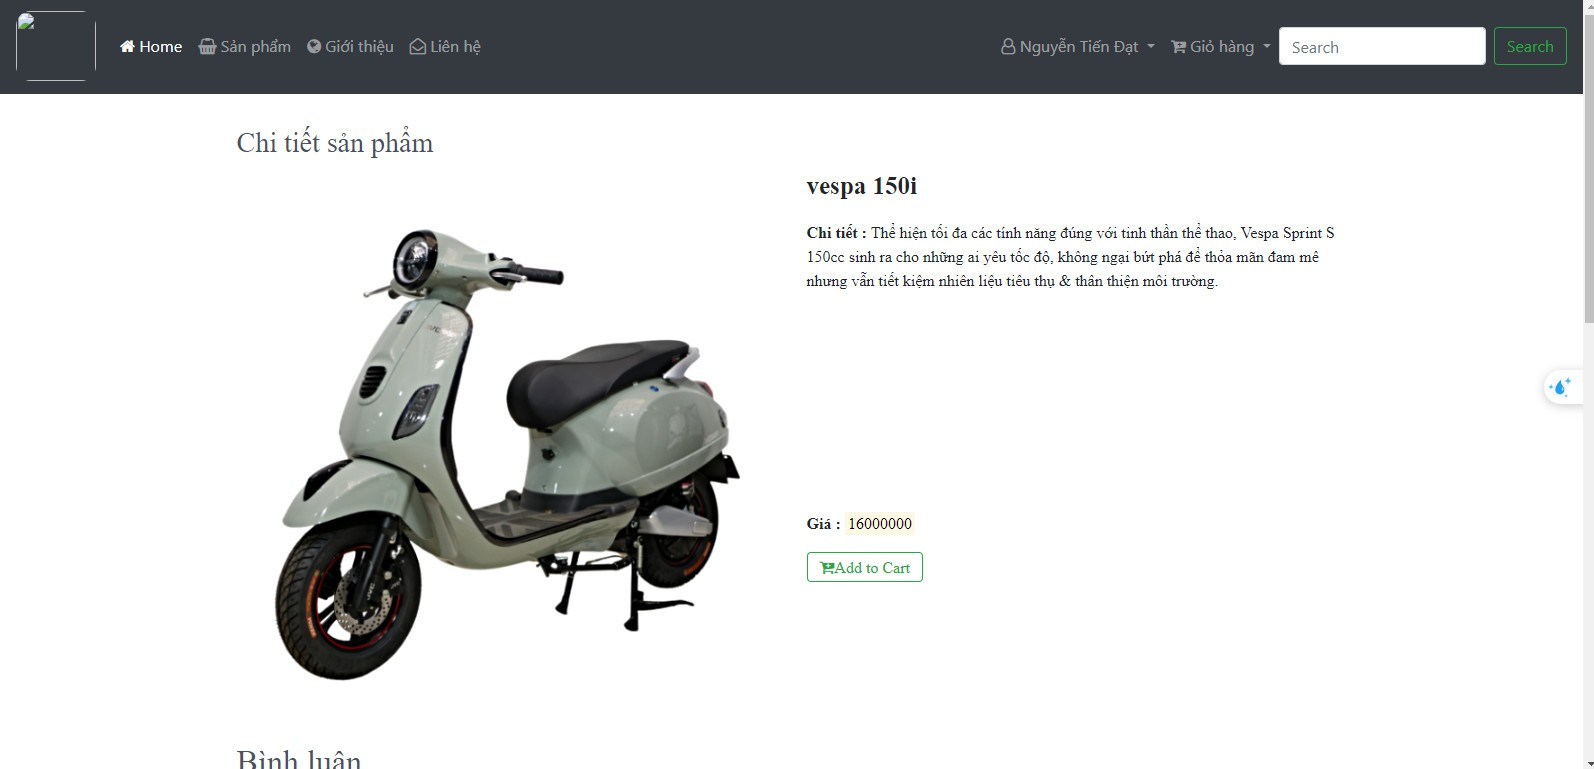 Home Sản phẩm Giới thiệu Liên hệ Nguyễn Tiến Đạt Giỏ hàng Search Search
Chi tiết sản phẩm
vespa 150i
Chi tiết : Thể hiện tối đa các tính năng đúng với tinh thần thể thao, Vespa Sprint S
150cc sinh ra cho những ai yêu tốc độ, không ngại bứt phá để thỏa mãn đam mê
nhưng vẫn tiết kiệm nhiên liệu tiêu thụ & thân thiện môi trường.
Giá : 16000000
Add to Cart
Bình luận